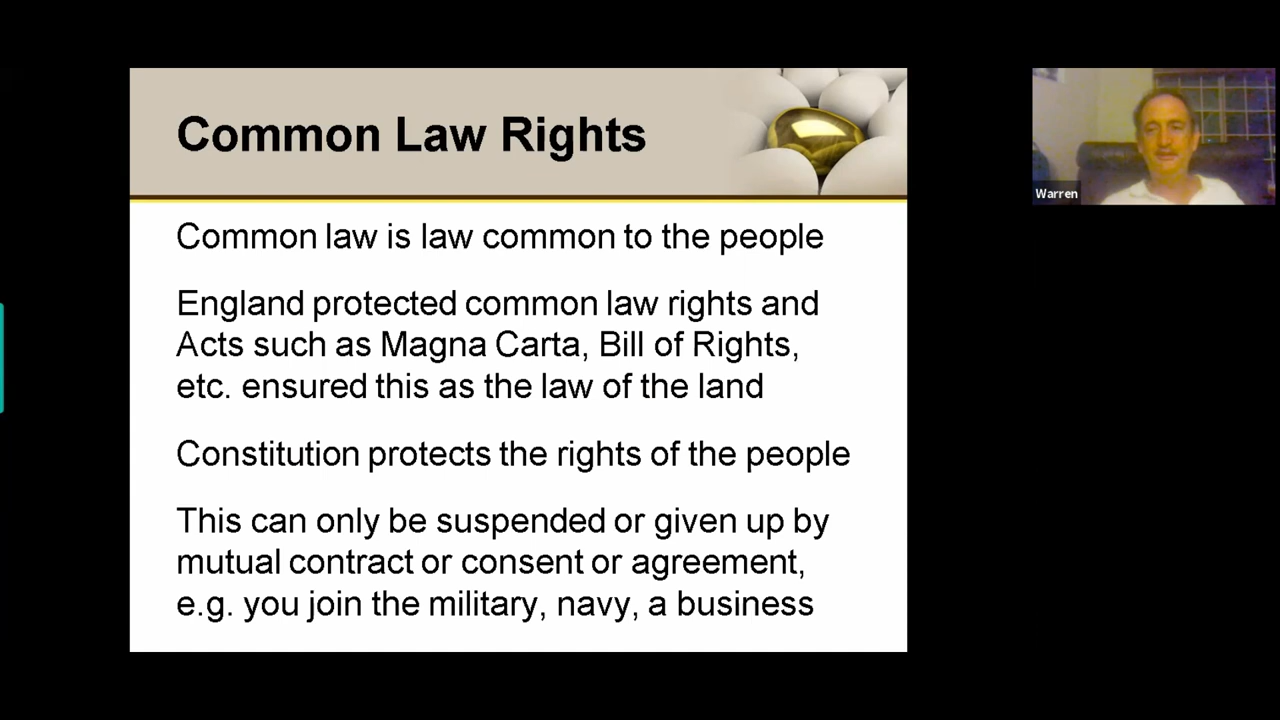 Common Law Rights
Common law is law common to the people
England protected common law rights and
Acts such as Magna Carta, Bill of Rights,
etc. ensured this as the law of the land
Constitution protects the rights of the people
This can only be suspended or given up by
mutual contract or consent or agreement,
e.g. you join the military, navy, a business
Warren